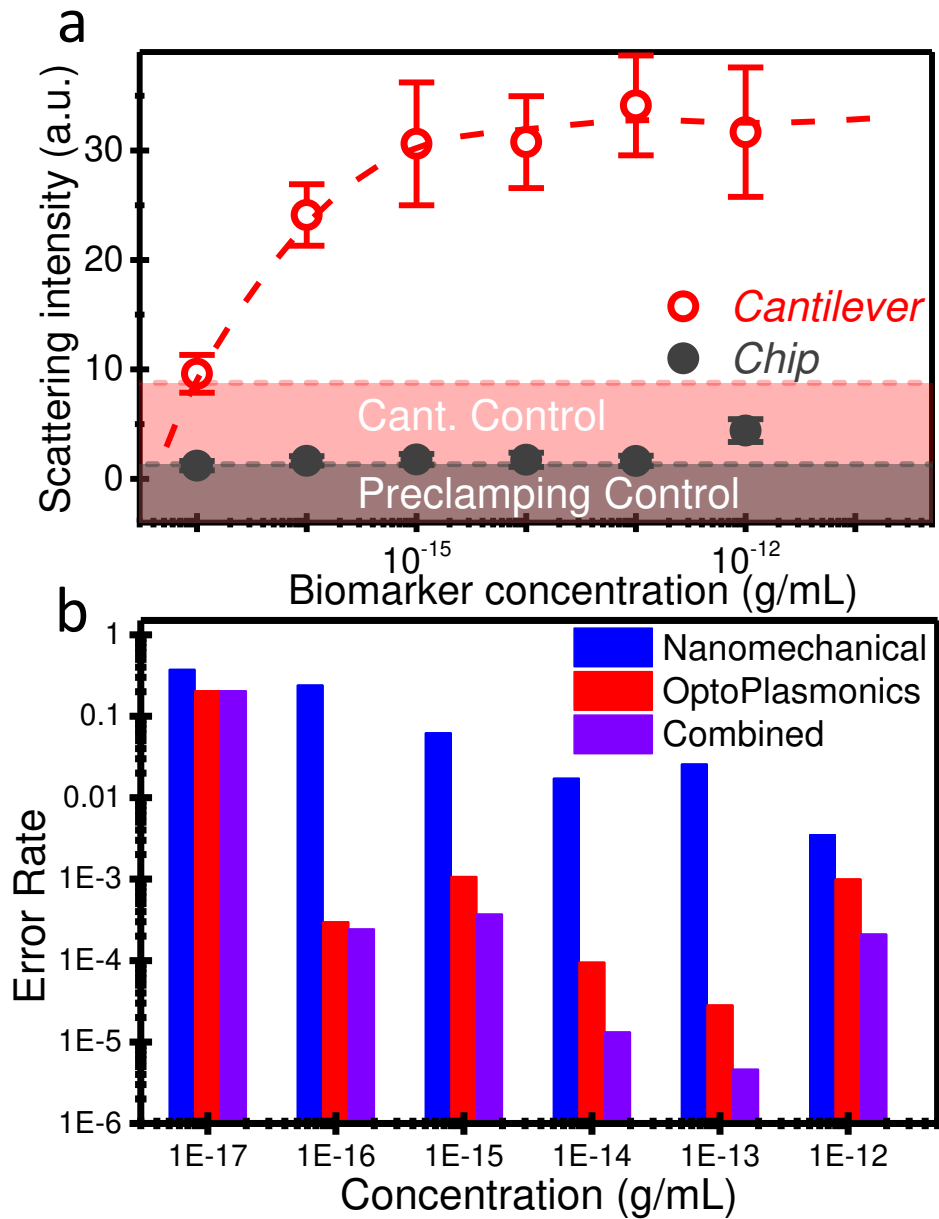 a
Scattering intensity (a.u.)
30
20
10
0
Cantilever
Chip
Cant. Control
Preclamping Control
10⁻¹⁵
10⁻¹²
Biomarker concentration (g/mL)
b
Error Rate
1
0.1
0.01
1E-3
1E-4
1E-5
1E-6
Nanomechanical
OptoPlasmonics
Combined
1E-17
1E-16
1E-15
1E-14
1E-13
1E-12
Concentration (g/mL)